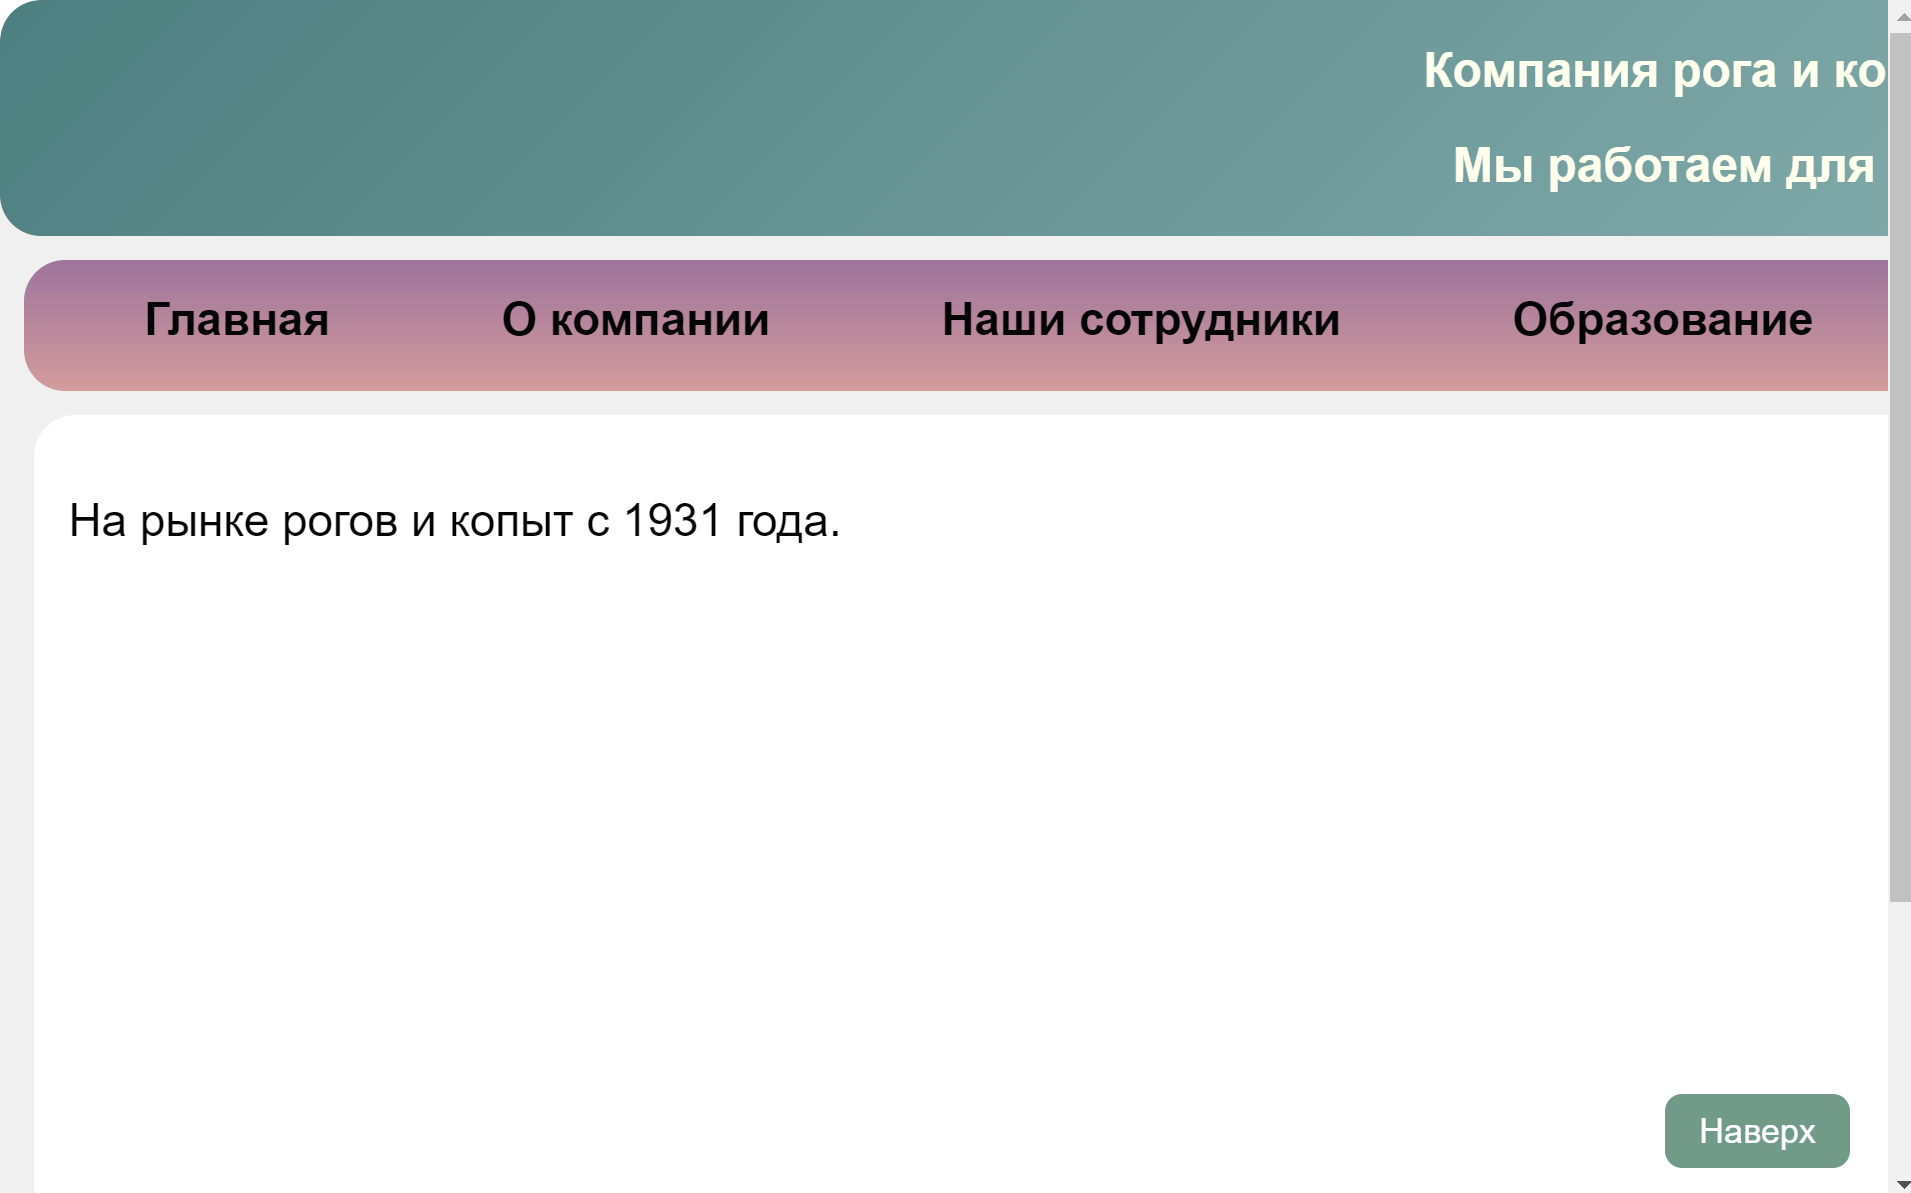 Компания рога и ко
Мы работаем для
Главная О компании Наши сотрудники Образование
На рынке рогов и копыт с 1931 года.
Наверх